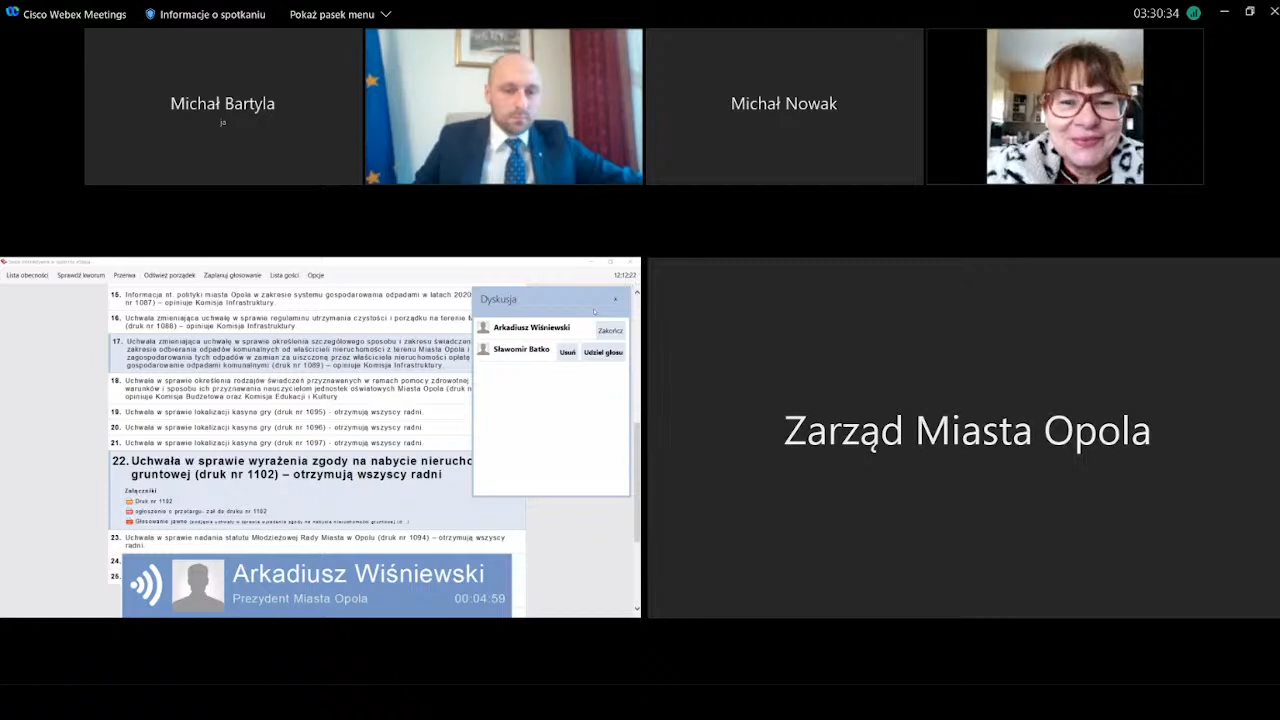 Cisco Webex Meetings
Informacje o spotkaniu
Pokaż pasek menu
03:30:34
Michał Bartyla
ja
Michał Nowak
Lista obecności Sprawdź kworum Przerwa Odśwież porządek Zaplanuj głosowanie Lista gości Opcje
12:12:22
15. Informacja nt. polityki miasta Opola w zakresie systemu gospodarowania odpadami w latach 2020
nr 1087) – opiniuje Komisja Infrastruktury.
16. Uchwała zmieniająca uchwałę w sprawie regulaminu utrzymania czystości i porządku na terenie M
(druk nr 1088) – opiniuje Komisja Infrastruktury.
17. Uchwała zmieniająca uchwałę w sprawie określenia szczegółowego sposobu i zakresu świadczen
zakresie odbierania odpadów komunalnych od właścicieli nieruchomości z terenu Miasta Opola i
zagospodarowania tych odpadów w zamian za uiszczoną przez właściciela nieruchomości opłatę
gospodarowanie odpadami komunalnymi (druk nr 1089) – opiniuje Komisja Infrastruktury.
18. Uchwała w sprawie określenia rodzajów świadczeń przyznawanych w ramach pomocy zdrowotnej
warunków i sposobu ich przyznawania nauczycielom jednostek oświatowych Miasta Opola (druk n
opiniuje Komisja Budżetowa oraz Komisja Edukacji i Kultury.
19. Uchwała w sprawie lokalizacji kasyna gry (druk nr 1095) - otrzymują wszyscy radni.
20. Uchwała w sprawie lokalizacji kasyna gry (druk nr 1096) - otrzymują wszyscy radni.
21. Uchwała w sprawie lokalizacji kasyna gry (druk nr 1097) - otrzymują wszyscy radni.
22. Uchwała w sprawie wyrażenia zgody na nabycie nierucho
gruntowej (druk nr 1102) – otrzymują wszyscy radni
Załączniki
Druk nr 1102
ogłoszenie o przetargu- zał do druku nr 1102
Głosowanie jawne (podjęcie uchwały w sprawie wyrażenia zgody na nabycie nieruchomości gruntowej (d...)
23. Uchwała w sprawie nadania statutu Młodzieżowej Rady Miasta w Opolu (druk nr 1094) – otrzymują wszyscy
radni.
24.
25.
Dyskusja
Arkadiusz Wiśniewski Zakończ
Sławomir Batko Usuń Udziel głosu
Arkadiusz Wiśniewski
Prezydent Miasta Opola 00:04:59
Zarząd Miasta Opola